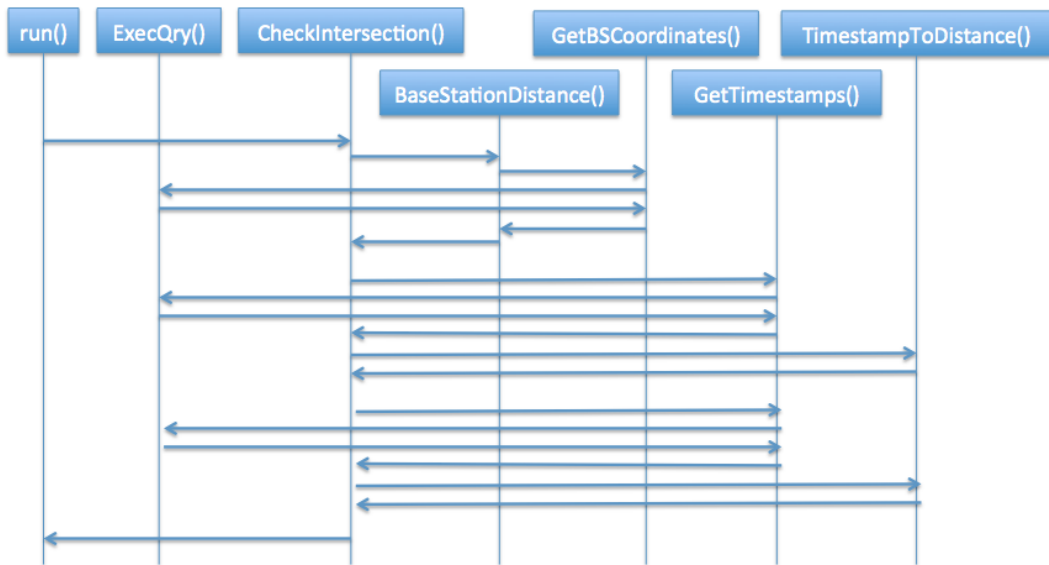 run()
ExecQry()
CheckIntersection()
GetBSCoordinates()
TimestampToDistance()
BaseStationDistance()
GetTimestamps()